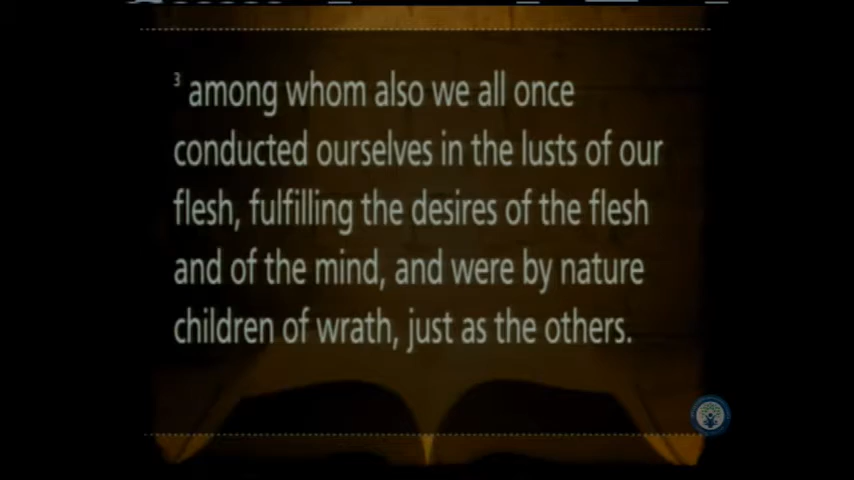 3 among whom also we all once
conducted ourselves in the lusts of our
flesh, fulfilling the desires of the flesh
and of the mind, and were by nature
children of wrath, just as the others.